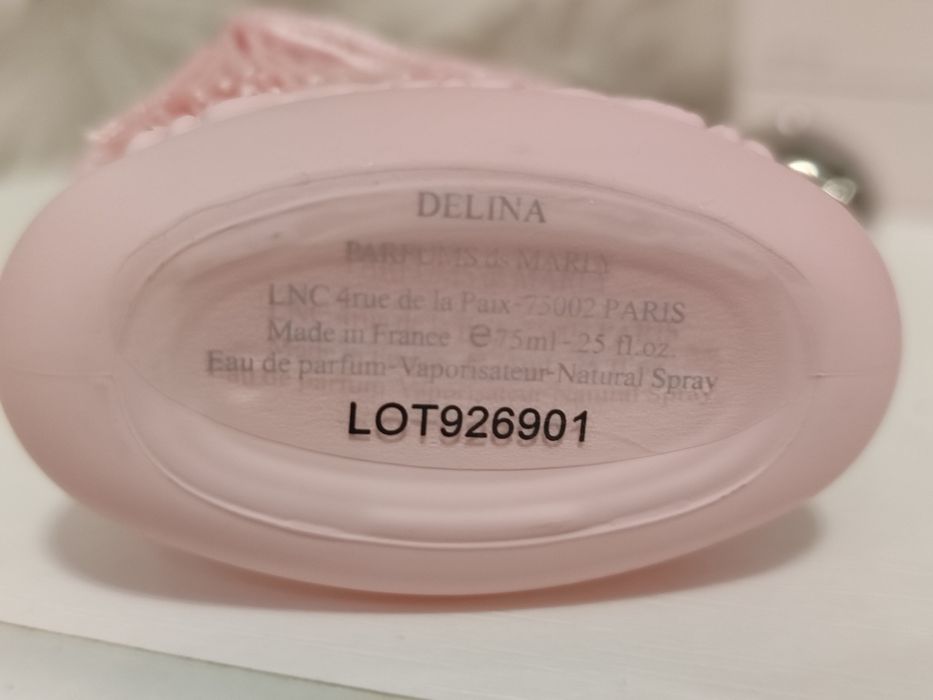 DELINA
PARFUMS de MARLY
LNC 4rue de la Paix-75002 PARIS
Made in France e75ml-25 fl.oz.
Eau de parfum-Vaporisateur-Natural Spray
LOT926901